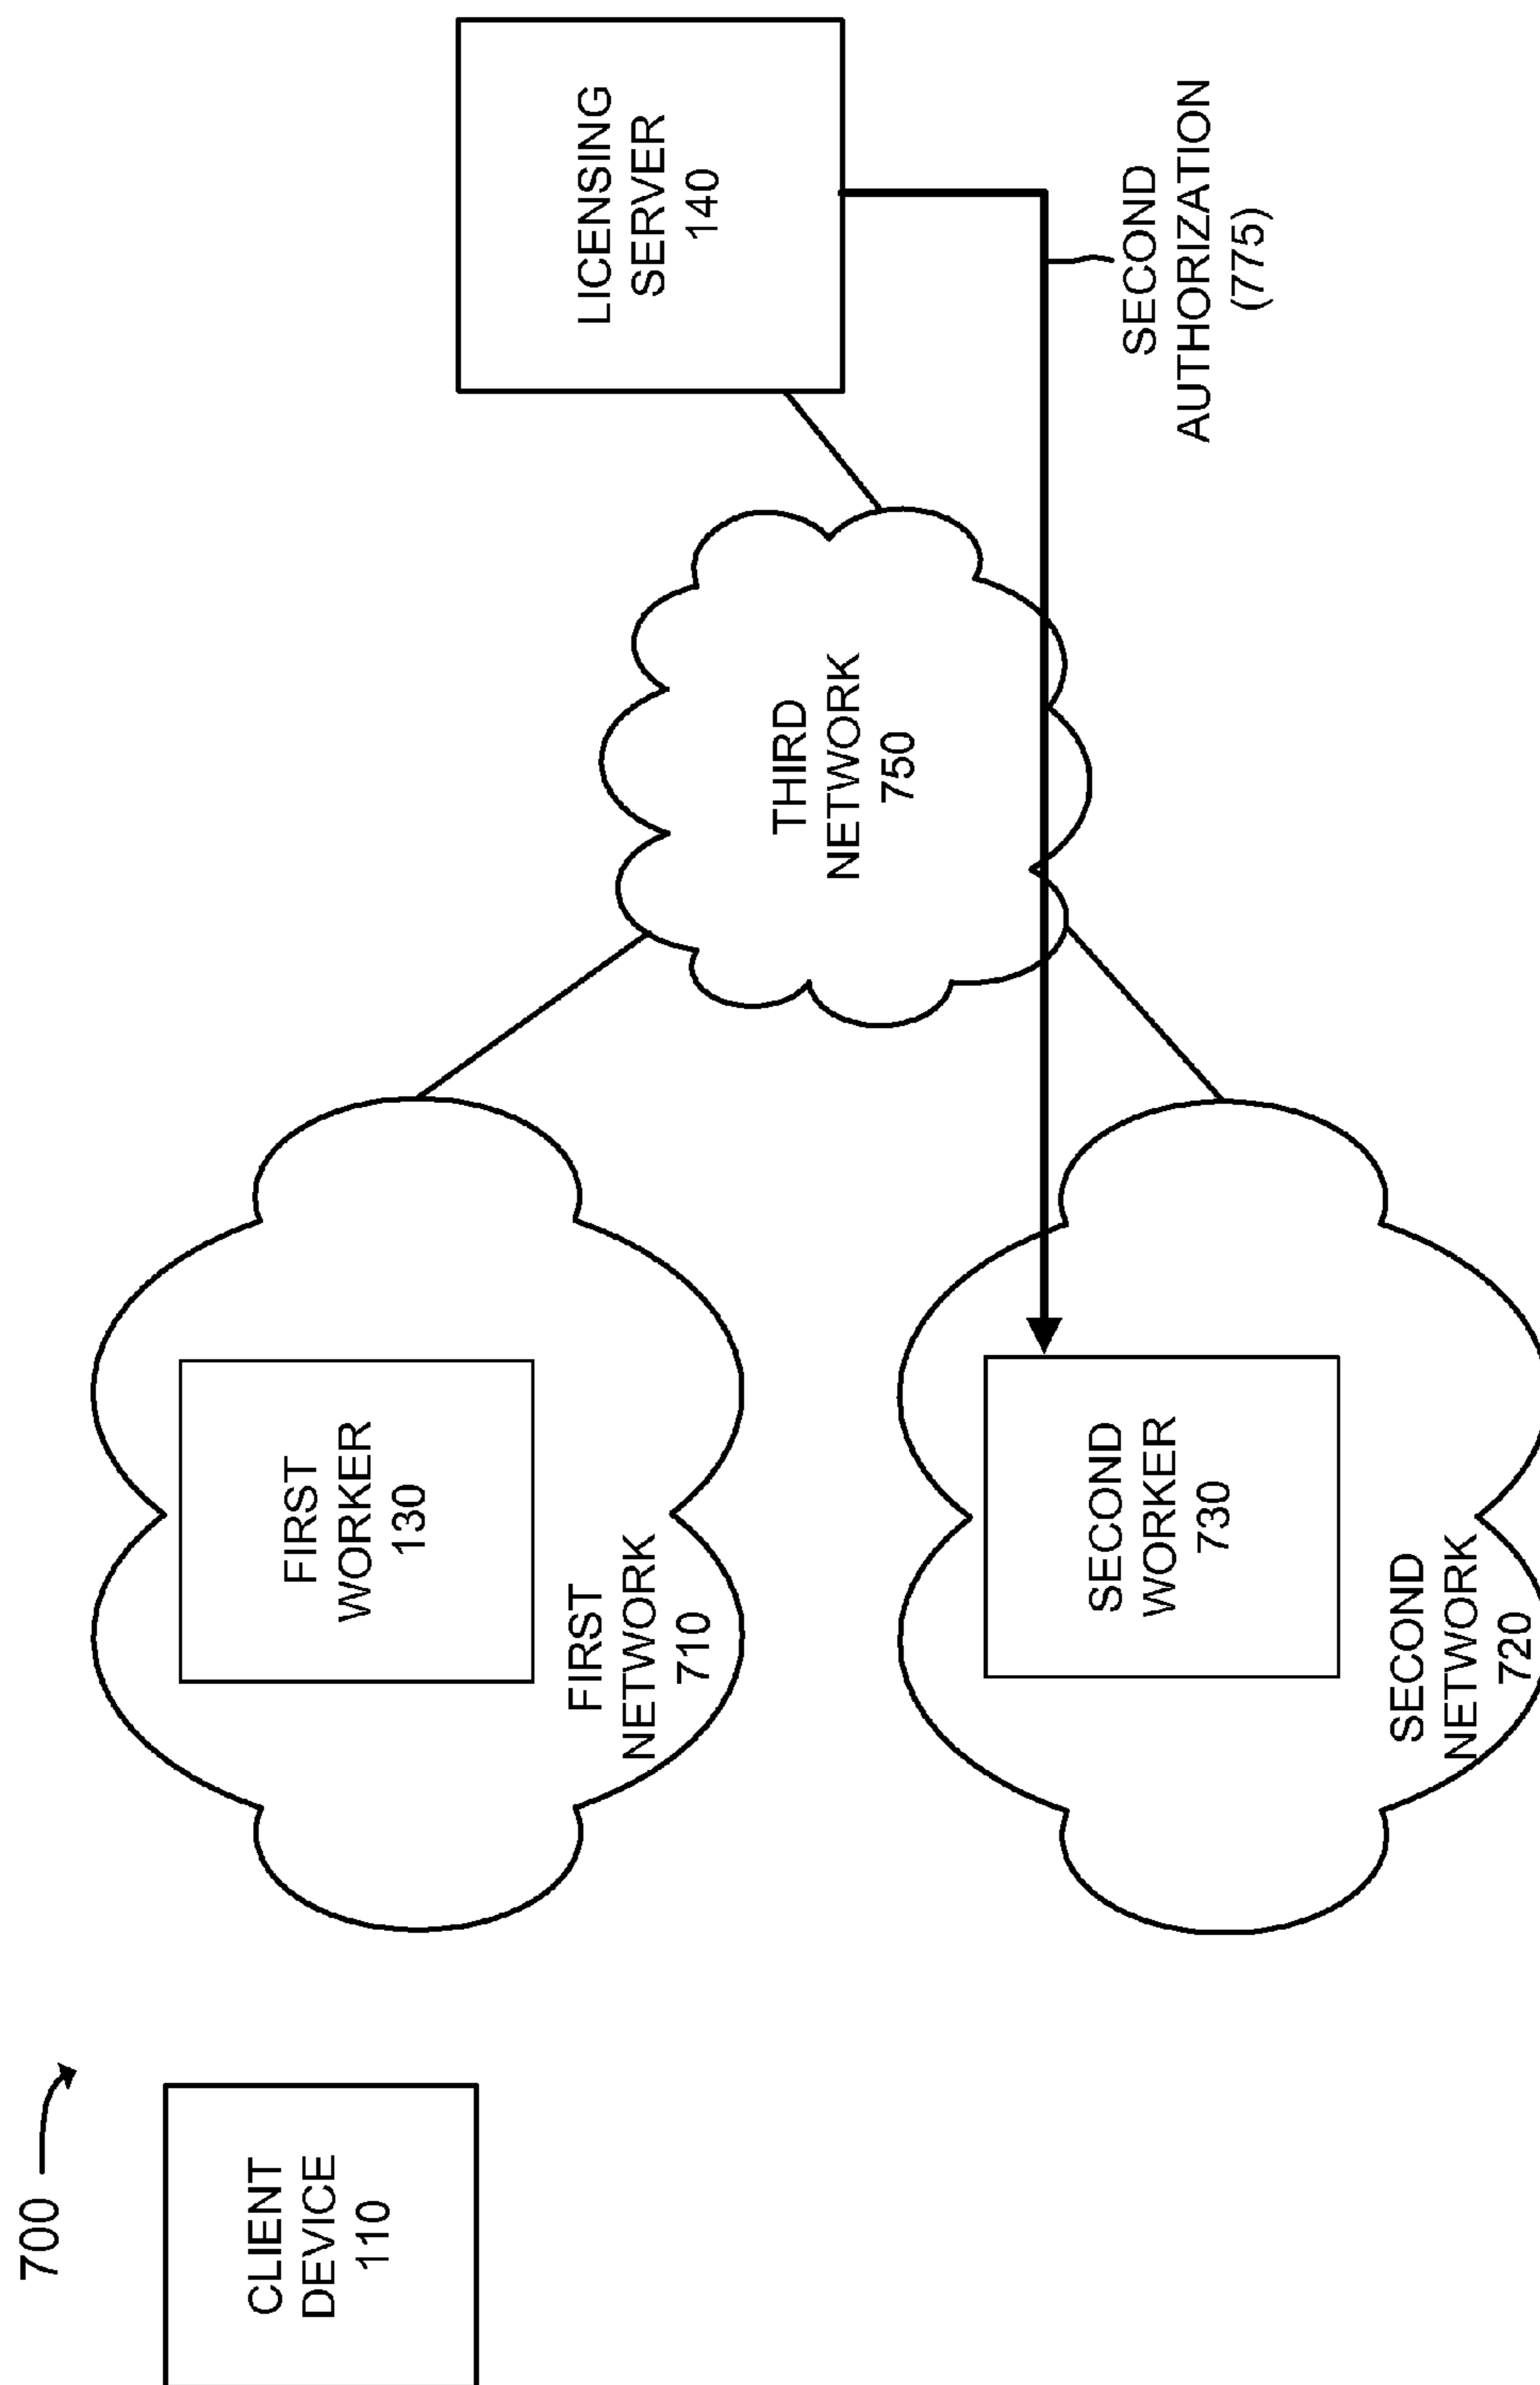 700
CLIENT
DEVICE
110
FIRST
WORKER
130
FIRST
NETWORK
710
SECOND
WORKER
730
SECOND
NETWORK
720
THIRD
NETWORK
750
LICENSING
SERVER
140
SECOND
AUTHORIZATION
(775)